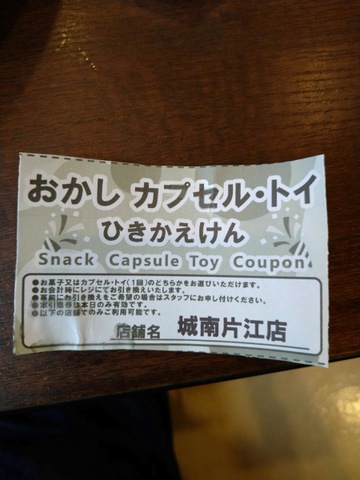 おかし カプセル・トイ
ひきかえけん
Snack Capsule Toy Coupon
●お菓子又はカプセル・トイ(1回)のどちらかをお選びいただけます。
●お会計時にレジにてお引き換えいたします。
●事前にお引き換えをご希望の場合はスタッフにお申し付けください。
●お引換券は本日のみ有効です。
●以下の店舗でのみご利用可能です。
店舗名 城南片江店